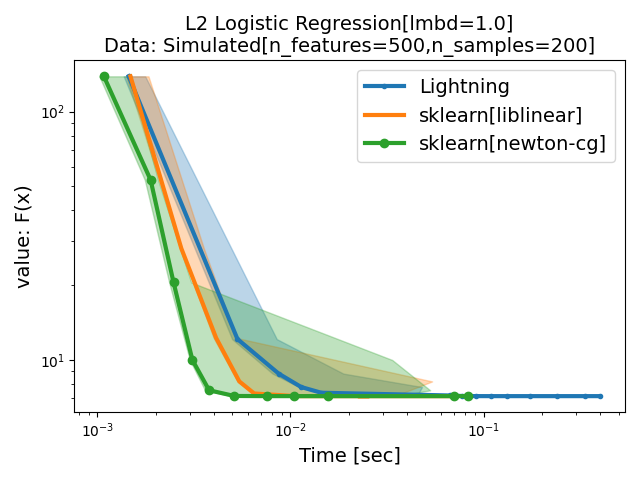 L2 Logistic Regression[lmbd=1.0]
Data: Simulated[n_features=500,n_samples=200]
Lightning
sklearn[liblinear]
sklearn[newton-cg]
value: F(x)
10²
10¹
10⁻³
10⁻²
10⁻¹
Time [sec]